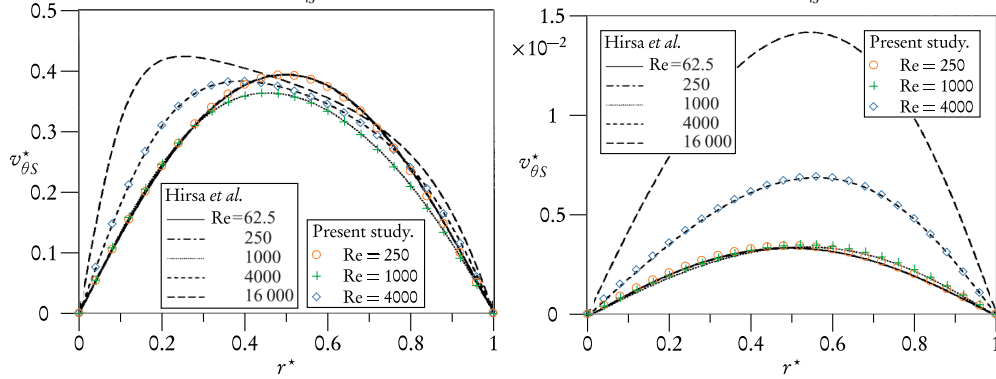 s
s
0.5
0.4
0.3
0.2
0.1
0
v*θS
Hirsa et al.
Re=62.5
250
1000
4000
16 000
Present study.
Re = 250
Re = 1000
Re = 4000
0
0.2
0.4
0.6
0.8
1
r*
1.5
×10−2
1
0.5
0
v*θS
Hirsa et al.
Re=62.5
250
1000
4000
16 000
Present study.
Re = 250
Re = 1000
Re = 4000
0
0.2
0.4
0.6
0.8
1
r*